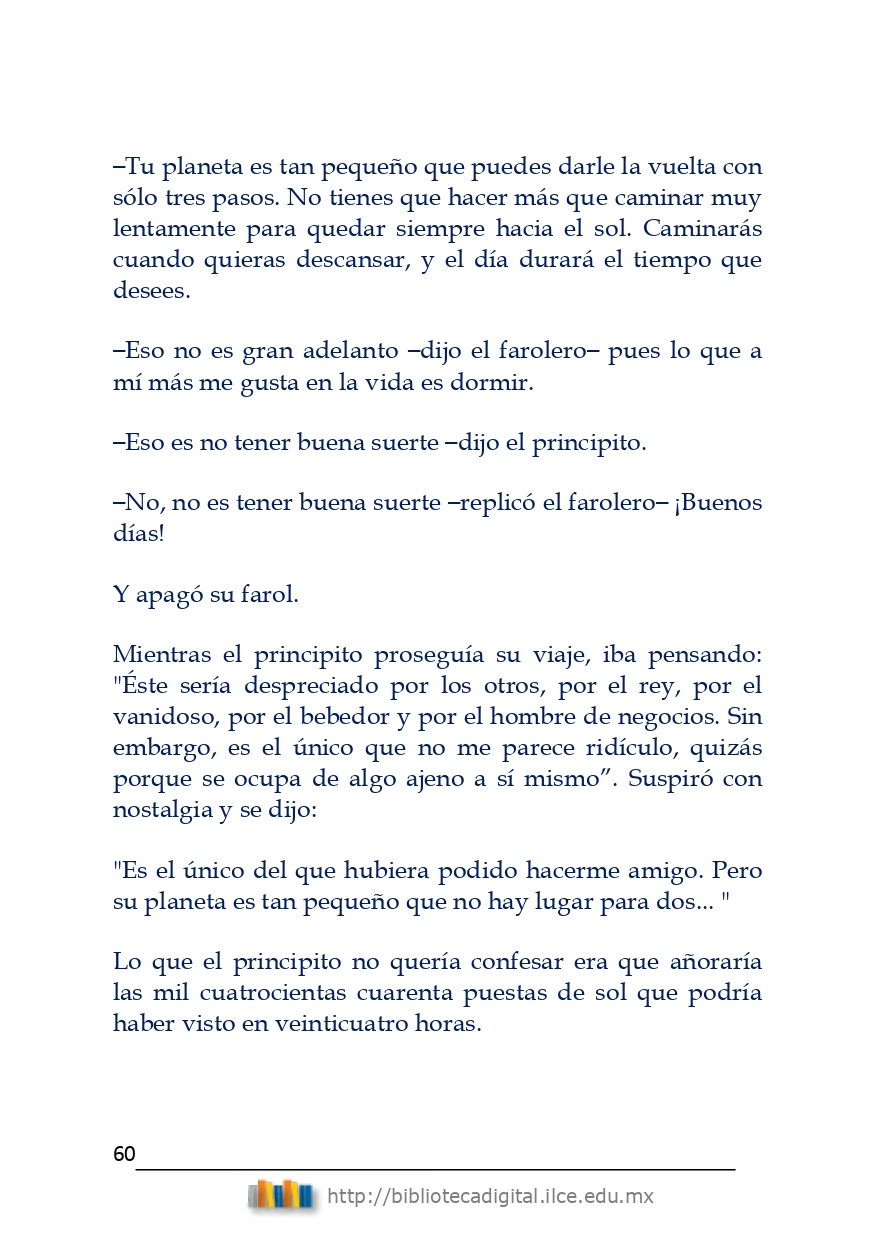 –Tu planeta es tan pequeño que puedes darle la vuelta con
sólo tres pasos. No tienes que hacer más que caminar muy
lentamente para quedar siempre hacia el sol. Caminarás
cuando quieras descansar, y el día durará el tiempo que
desees.
–Eso no es gran adelanto –dijo el farolero– pues lo que a
mí más me gusta en la vida es dormir.
–Eso es no tener buena suerte –dijo el principito.
–No, no es tener buena suerte –replicó el farolero– ¡Buenos
días!
Y apagó su farol.
Mientras el principito proseguía su viaje, iba pensando:
"Éste sería despreciado por los otros, por el rey, por el
vanidoso, por el bebedor y por el hombre de negocios. Sin
embargo, es el único que no me parece ridículo, quizás
porque se ocupa de algo ajeno a sí mismo”. Suspiró con
nostalgia y se dijo:
"Es el único del que hubiera podido hacerme amigo. Pero
su planeta es tan pequeño que no hay lugar para dos... "
Lo que el principito no quería confesar era que añoraría
las mil cuatrocientas cuarenta puestas de sol que podría
haber visto en veinticuatro horas.
60
http://bibliotecadigital.ilce.edu.mx